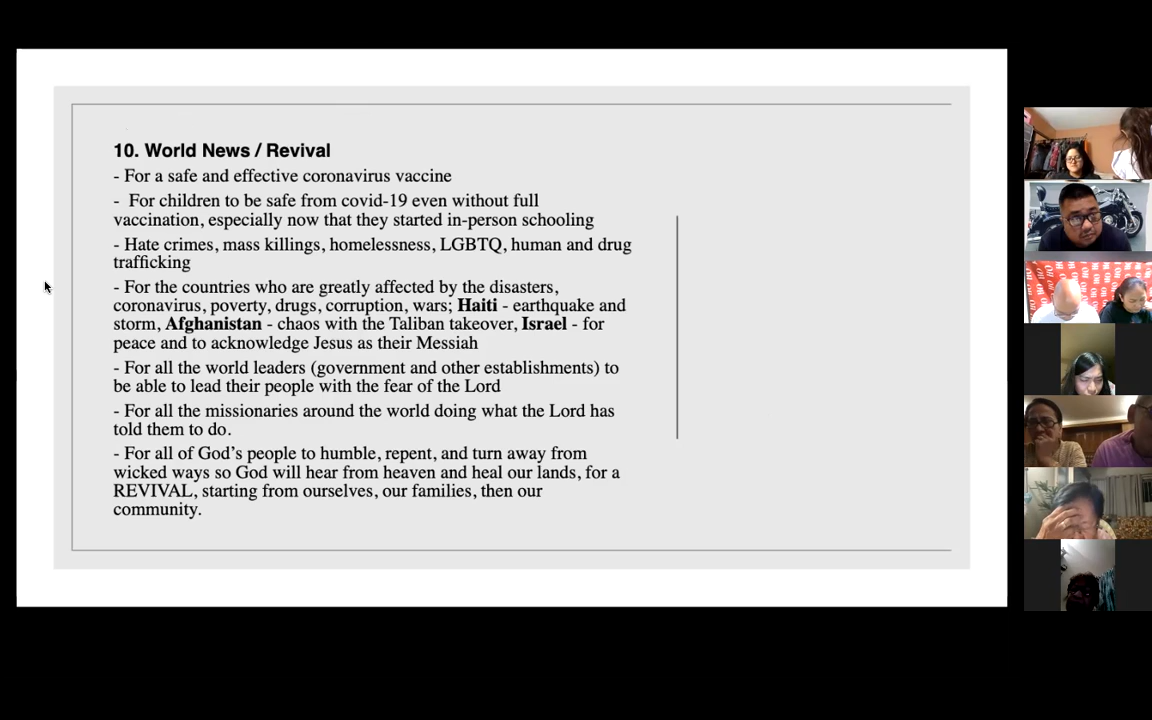 10. World News / Revival
- For a safe and effective coronavirus vaccine
-  For children to be safe from covid-19 even without full
vaccination, especially now that they started in-person schooling
- Hate crimes, mass killings, homelessness, LGBTQ, human and drug
trafficking
- For the countries who are greatly affected by the disasters,
coronavirus, poverty, drugs, corruption, wars; Haiti - earthquake and
storm, Afghanistan - chaos with the Taliban takeover, Israel - for
peace and to acknowledge Jesus as their Messiah
- For all the world leaders (government and other establishments) to
be able to lead their people with the fear of the Lord
- For all the missionaries around the world doing what the Lord has
told them to do.
- For all of God’s people to humble, repent, and turn away from
wicked ways so God will hear from heaven and heal our lands, for a
REVIVAL, starting from ourselves, our families, then our
community.